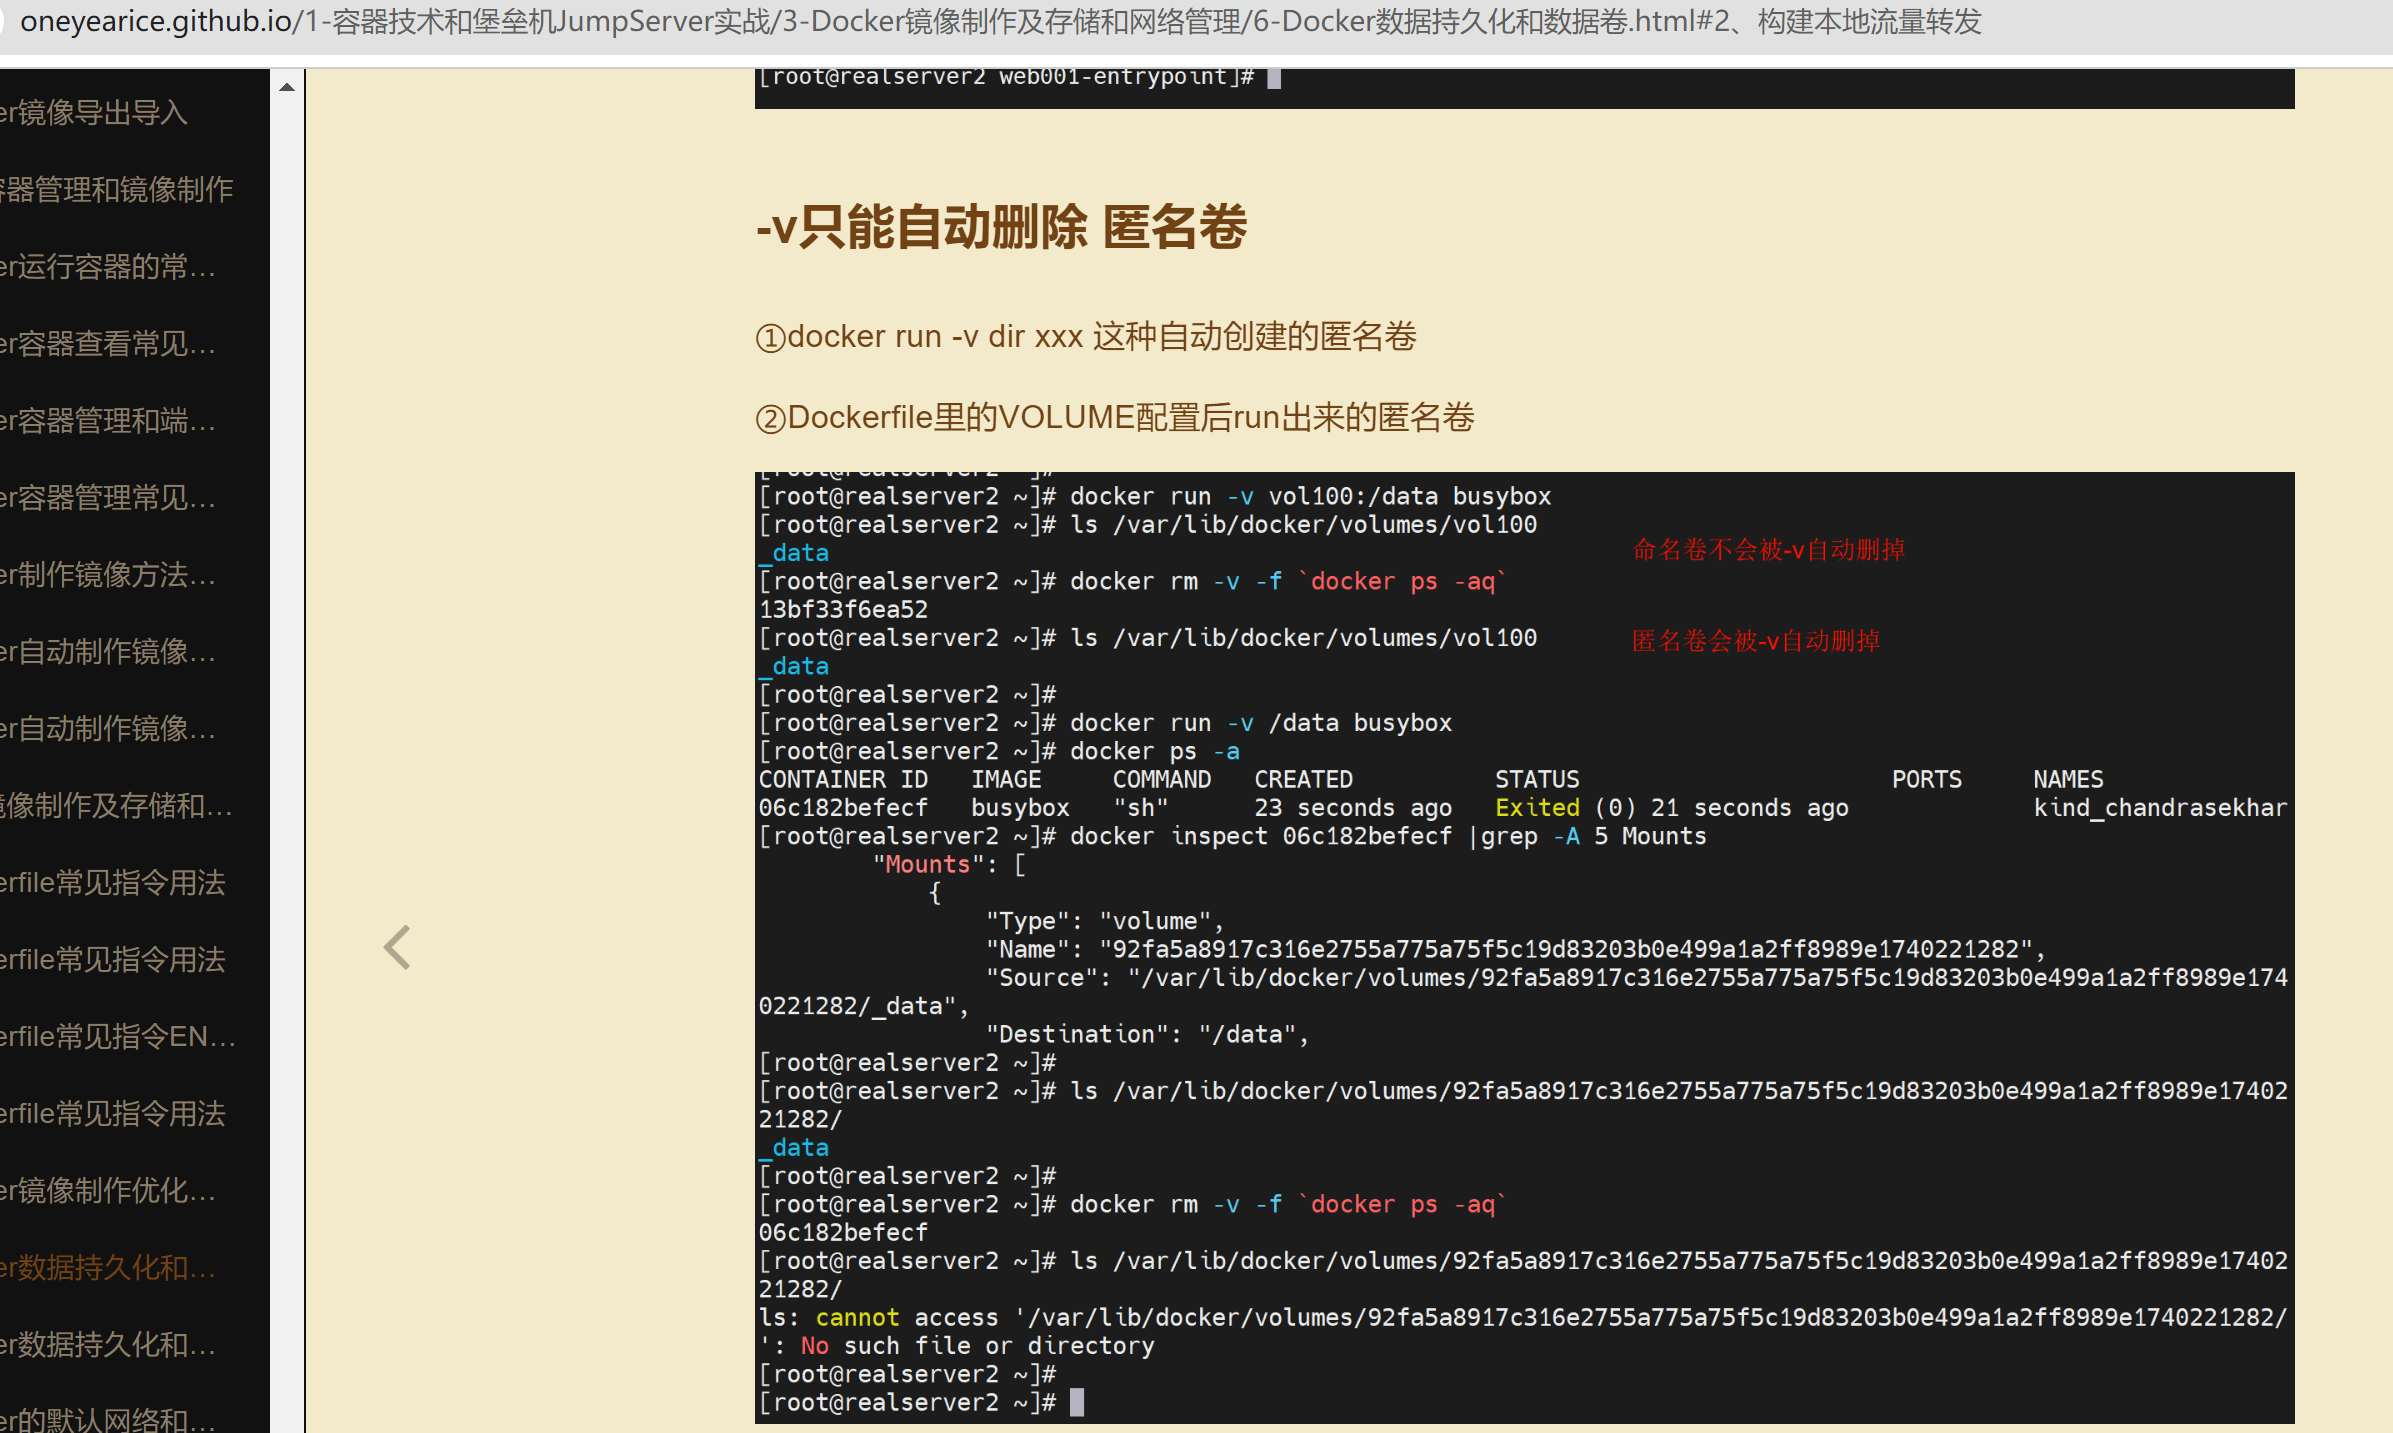 oneyearice.github.io/1-容器技术和堡垒机JumpServer实战/3-Docker镜像制作及存储和网络管理/6-Docker数据持久化和数据卷.html#2、构建本地流量转发
er镜像导出导入
容器管理和镜像制作
er运行容器的常...
er容器查看常见...
er容器管理和端...
er容器管理常见...
er制作镜像方法...
er自动制作镜像...
er自动制作镜像...
镜像制作及存储和...
erfile常见指令用法
erfile常见指令用法
erfile常见指令EN...
erfile常见指令用法
er镜像制作优化...
er数据持久化和...
er数据持久化和...
er的默认网络和...
[root@realserver2 web001-entrypoint]#
-v只能自动删除 匿名卷
①docker run -v dir xxx 这种自动创建的匿名卷
②Dockerfile里的VOLUME配置后run出来的匿名卷
[root@realserver2 ~]#
[root@realserver2 ~]# docker run -v vol100:/data busybox
[root@realserver2 ~]# ls /var/lib/docker/volumes/vol100
_data
命名卷不会被-v自动删掉
[root@realserver2 ~]# docker rm -v -f `docker ps -aq`
13bf33f6ea52
[root@realserver2 ~]# ls /var/lib/docker/volumes/vol100
匿名卷会被-v自动删掉
_data
[root@realserver2 ~]#
[root@realserver2 ~]# docker run -v /data busybox
[root@realserver2 ~]# docker ps -a
CONTAINER ID   IMAGE     COMMAND   CREATED          STATUS                      PORTS     NAMES
06c182befecf   busybox   "sh"      23 seconds ago   Exited (0) 21 seconds ago             kind_chandrasekhar
[root@realserver2 ~]# docker inspect 06c182befecf |grep -A 5 Mounts
        "Mounts": [
            {
                "Type": "volume",
                "Name": "92fa5a8917c316e2755a775a75f5c19d83203b0e499a1a2ff8989e1740221282",
                "Source": "/var/lib/docker/volumes/92fa5a8917c316e2755a775a75f5c19d83203b0e499a1a2ff8989e174
0221282/_data",
                "Destination": "/data",
[root@realserver2 ~]#
[root@realserver2 ~]# ls /var/lib/docker/volumes/92fa5a8917c316e2755a775a75f5c19d83203b0e499a1a2ff8989e17402
21282/
_data
[root@realserver2 ~]#
[root@realserver2 ~]# docker rm -v -f `docker ps -aq`
06c182befecf
[root@realserver2 ~]# ls /var/lib/docker/volumes/92fa5a8917c316e2755a775a75f5c19d83203b0e499a1a2ff8989e17402
21282/
ls: cannot access '/var/lib/docker/volumes/92fa5a8917c316e2755a775a75f5c19d83203b0e499a1a2ff8989e1740221282/
': No such file or directory
[root@realserver2 ~]#
[root@realserver2 ~]#